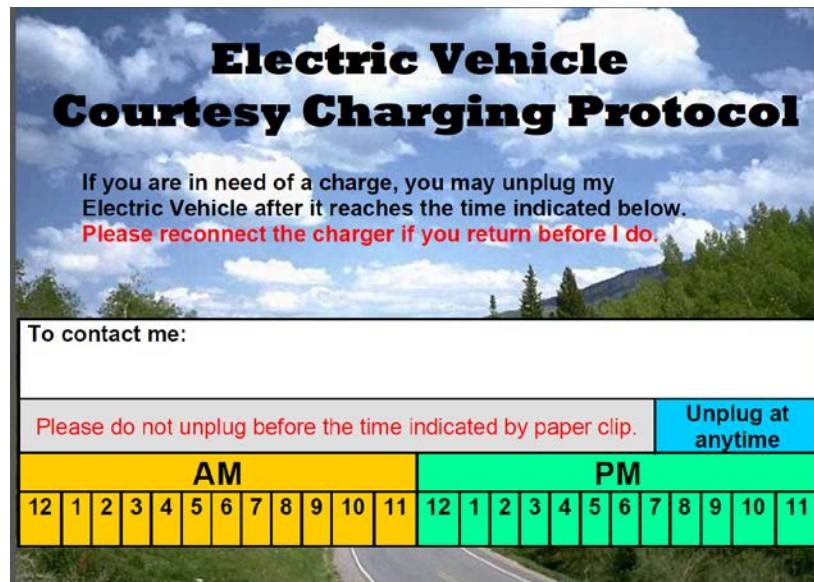 Electric Vehicle
Courtesy Charging Protocol
If you are in need of a charge, you may unplug my
Electric Vehicle after it reaches the time indicated below.
Please reconnect the charger if you return before I do.
To contact me:
Please do not unplug before the time indicated by paper clip.
Unplug at
anytime
AM PM
12 1 2 3 4 5 6 7 8 9 10 11 12 1 2 3 4 5 6 7 8 9 10 11